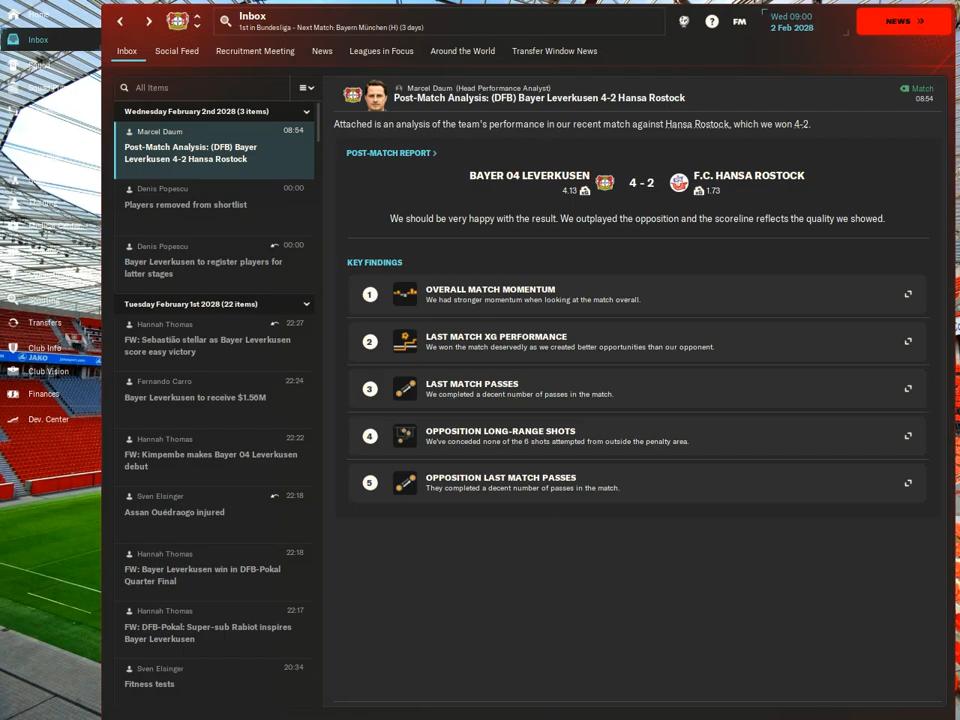 Home
Inbox
1st in Bundesliga - Next Match: Bayern München (H) (3 days)
FM
Wed 09:00
2 Feb 2028
NEWS
Inbox
Social Feed
Recruitment Meeting
News
Leagues in Focus
Around the World
Transfer Window News
Inbox
Squad
Transfers
Club Info
JAKO
Club Vision
Finances
Dev. Center
All Items
Wednesday February 2nd 2028 (3 items)
Marcel Daum
08:54
Post-Match Analysis: (DFB) Bayer
Leverkusen 4-2 Hansa Rostock
Denis Popescu
00:00
Players removed from shortlist
Denis Popescu
00:00
Bayer Leverkusen to register players for
latter stages
Tuesday February 1st 2028 (22 items)
Hannah Thomas
22:27
FW: Sebastião stellar as Bayer Leverkusen
score easy victory
Fernando Carro
22:24
Bayer Leverkusen to receive $1.56M
Hannah Thomas
22:22
FW: Kimpembe makes Bayer 04 Leverkusen
debut
Sven Elsinger
22:18
Assan Ouédraogo injured
Hannah Thomas
22:18
FW: Bayer Leverkusen win in DFB-Pokal
Quarter Final
Hannah Thomas
22:17
FW: DFB-Pokal: Super-sub Rabiot inspires
Bayer Leverkusen
Sven Elsinger
20:34
Fitness tests
Marcel Daum (Head Performance Analyst)
Post-Match Analysis: (DFB) Bayer Leverkusen 4-2 Hansa Rostock
Match
08:54
Attached is an analysis of the team's performance in our recent match against Hansa Rostock, which we won 4-2.
POST-MATCH REPORT
BAYER 04 LEVERKUSEN
4.13
4 - 2
F.C. HANSA ROSTOCK
1.73
We should be very happy with the result. We outplayed the opposition and the scoreline reflects the quality we showed.
KEY FINDINGS
1
OVERALL MATCH MOMENTUM
We had stronger momentum when looking at the match overall.
2
LAST MATCH XG PERFORMANCE
We won the match deservedly as we created better opportunities than our opponent.
3
LAST MATCH PASSES
We completed a decent number of passes in the match.
4
OPPOSITION LONG-RANGE SHOTS
We've conceded none of the 6 shots attempted from outside the penalty area.
5
OPPOSITION LAST MATCH PASSES
They completed a decent number of passes in the match.